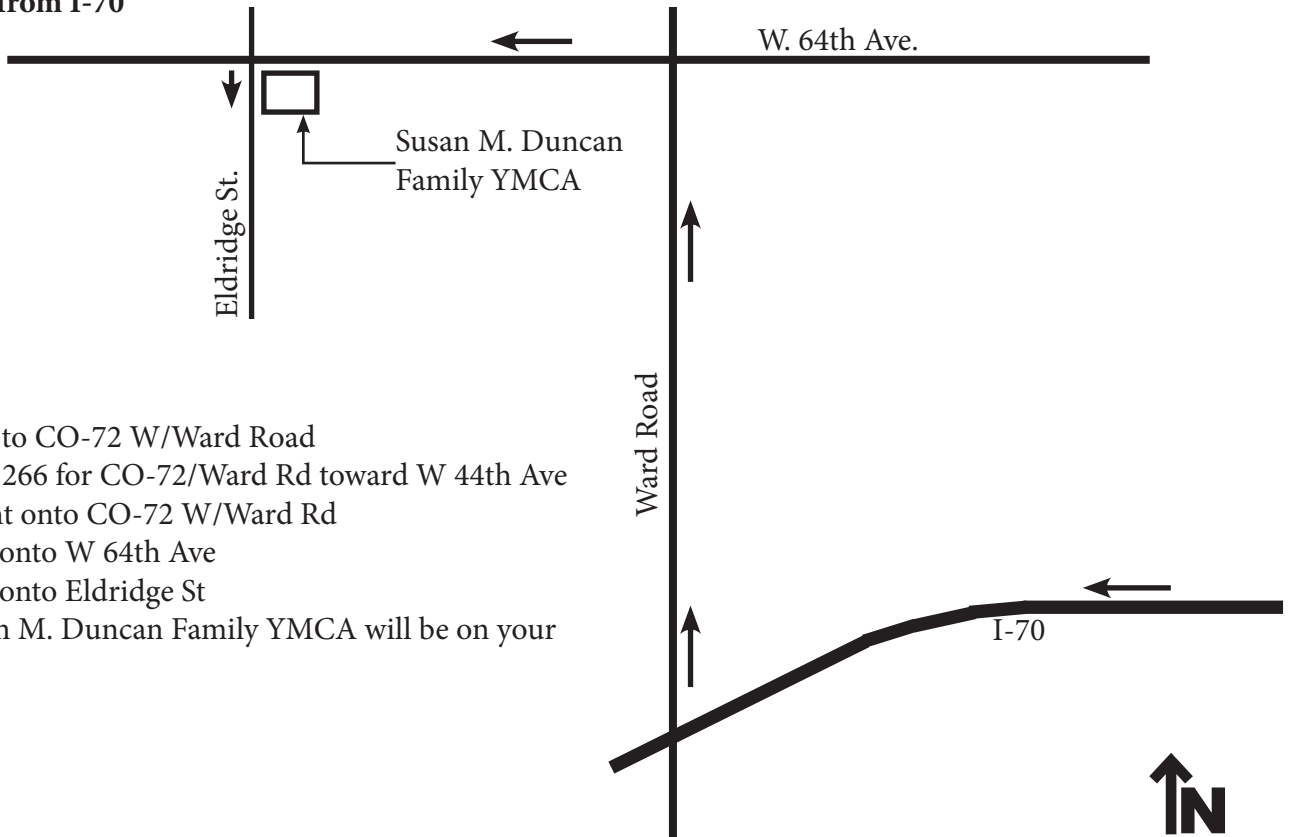 from I-70
W. 64th Ave.
Susan M. Duncan
Family YMCA
Eldridge St.
Ward Road
to CO-72 W/Ward Road
266 for CO-72/Ward Rd toward W 44th Ave
onto CO-72 W/Ward Rd
onto W 64th Ave
onto Eldridge St
M. Duncan Family YMCA will be on your
I-70
N